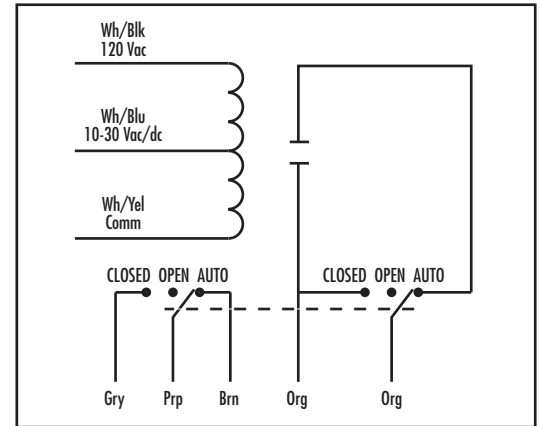 Wh/Blk
120 Vac
Wh/Blu
10-30 Vac/dc
Wh/Yel
Comm
CLOSED OPEN AUTO
CLOSED OPEN AUTO
Gry Prp Brn Org Org